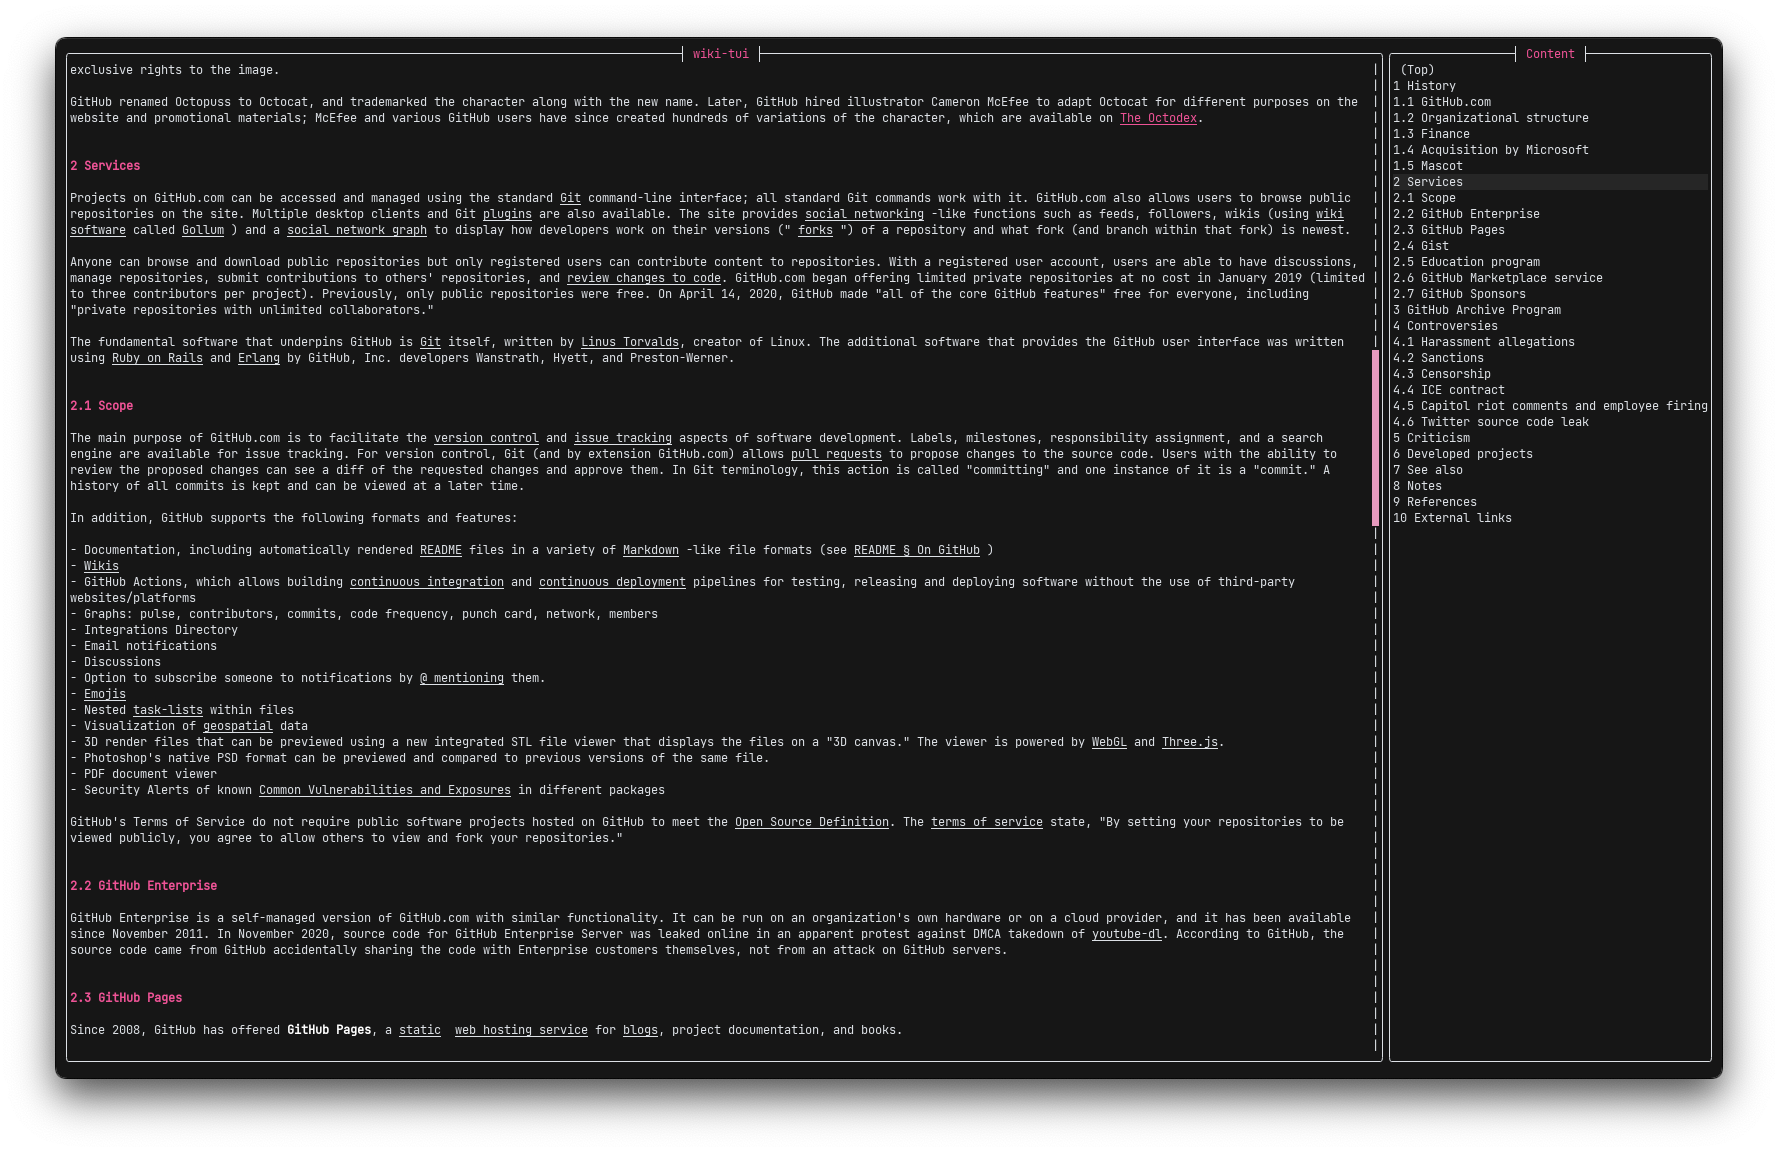 wiki-tui
exclusive rights to the image.
GitHub renamed Octopuss to Octocat, and trademarked the character along with the new name. Later, GitHub hired illustrator Cameron McEfee to adapt Octocat for different purposes on the
website and promotional materials; McEfee and various GitHub users have since created hundreds of variations of the character, which are available on The Octodex.
2 Services
Projects on GitHub.com can be accessed and managed using the standard Git command-line interface; all standard Git commands work with it. GitHub.com also allows users to browse public
repositories on the site. Multiple desktop clients and Git plugins are also available. The site provides social networking -like functions such as feeds, followers, wikis (using wiki
software called Gollum ) and a social network graph to display how developers work on their versions (" forks ") of a repository and what fork (and branch within that fork) is newest.
Anyone can browse and download public repositories but only registered users can contribute content to repositories. With a registered user account, users are able to have discussions,
manage repositories, submit contributions to others' repositories, and review changes to code. GitHub.com began offering limited private repositories at no cost in January 2019 (limited
to three contributors per project). Previously, only public repositories were free. On April 14, 2020, GitHub made "all of the core GitHub features" free for everyone, including
"private repositories with unlimited collaborators."
The fundamental software that underpins GitHub is Git itself, written by Linus Torvalds, creator of Linux. The additional software that provides the GitHub user interface was written
using Ruby on Rails and Erlang by GitHub, Inc. developers Wanstrath, Hyett, and Preston-Werner.
2.1 Scope
The main purpose of GitHub.com is to facilitate the version control and issue tracking aspects of software development. Labels, milestones, responsibility assignment, and a search
engine are available for issue tracking. For version control, Git (and by extension GitHub.com) allows pull requests to propose changes to the source code. Users with the ability to
review the proposed changes can see a diff of the requested changes and approve them. In Git terminology, this action is called "committing" and one instance of it is a "commit." A
history of all commits is kept and can be viewed at a later time.
In addition, GitHub supports the following formats and features:
- Documentation, including automatically rendered README files in a variety of Markdown -like file formats (see README § On GitHub )
- Wikis
- GitHub Actions, which allows building continuous integration and continuous deployment pipelines for testing, releasing and deploying software without the use of third-party
websites/platforms
- Graphs: pulse, contributors, commits, code frequency, punch card, network, members
- Integrations Directory
- Email notifications
- Discussions
- Option to subscribe someone to notifications by @ mentioning them.
- Emojis
- Nested task-lists within files
- Visualization of geospatial data
- 3D render files that can be previewed using a new integrated STL file viewer that displays the files on a "3D canvas." The viewer is powered by WebGL and Three.js.
- Photoshop's native PSD format can be previewed and compared to previous versions of the same file.
- PDF document viewer
- Security Alerts of known Common Vulnerabilities and Exposures in different packages
GitHub's Terms of Service do not require public software projects hosted on GitHub to meet the Open Source Definition. The terms of service state, "By setting your repositories to be
viewed publicly, you agree to allow others to view and fork your repositories."
2.2 GitHub Enterprise
GitHub Enterprise is a self-managed version of GitHub.com with similar functionality. It can be run on an organization's own hardware or on a cloud provider, and it has been available
since November 2011. In November 2020, source code for GitHub Enterprise Server was leaked online in an apparent protest against DMCA takedown of youtube-dl. According to GitHub, the
source code came from GitHub accidentally sharing the code with Enterprise customers themselves, not from an attack on GitHub servers.
2.3 GitHub Pages
Since 2008, GitHub has offered GitHub Pages, a static  web hosting service for blogs, project documentation, and books.
Content
(Top)
1 History
1.1 GitHub.com
1.2 Organizational structure
1.3 Finance
1.4 Acquisition by Microsoft
1.5 Mascot
2 Services
2.1 Scope
2.2 GitHub Enterprise
2.3 GitHub Pages
2.4 Gist
2.5 Education program
2.6 GitHub Marketplace service
2.7 GitHub Sponsors
3 GitHub Archive Program
4 Controversies
4.1 Harassment allegations
4.2 Sanctions
4.3 Censorship
4.4 ICE contract
4.5 Capitol riot comments and employee firing
4.6 Twitter source code leak
5 Criticism
6 Developed projects
7 See also
8 Notes
9 References
10 External links